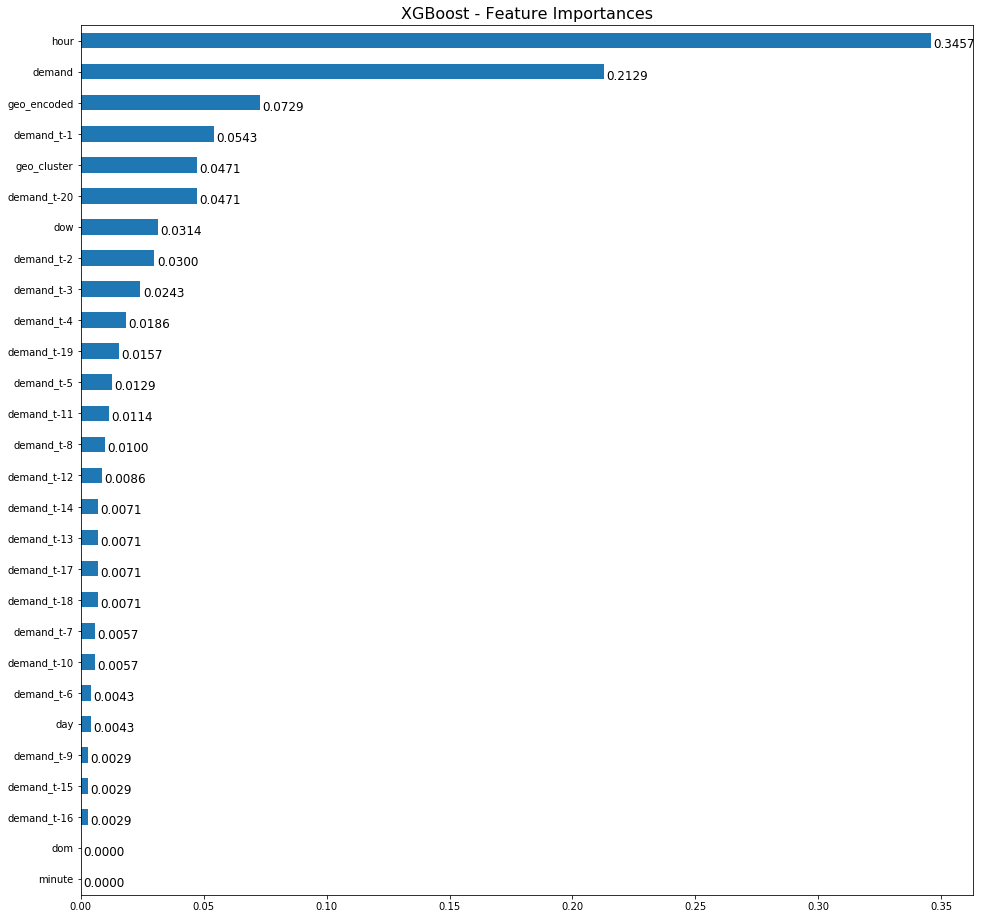 XGBoost - Feature Importances
hour 0.3457
demand 0.2129
geo_encoded 0.0729
demand_t-1 0.0543
geo_cluster 0.0471
demand_t-20 0.0471
dow 0.0314
demand_t-2 0.0300
demand_t-3 0.0243
demand_t-4 0.0186
demand_t-19 0.0157
demand_t-5 0.0129
demand_t-11 0.0114
demand_t-8 0.0100
demand_t-12 0.0086
demand_t-14 0.0071
demand_t-13 0.0071
demand_t-17 0.0071
demand_t-18 0.0071
demand_t-7 0.0057
demand_t-10 0.0057
demand_t-6 0.0043
day 0.0043
demand_t-9 0.0029
demand_t-15 0.0029
demand_t-16 0.0029
dom 0.0000
minute 0.0000
0.00 0.05 0.10 0.15 0.20 0.25 0.30 0.35